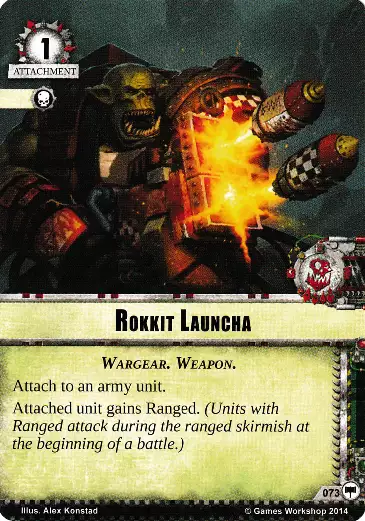 1
ATTACHMENT
ROKKIT LAUNCHA
WARGEAR. WEAPON.
Attach to an army unit.
Attached unit gains Ranged. (Units with
Ranged attack during the ranged skirmish at
the beginning of a battle.)
073
Illus. Alex Konstad
© Games Workshop 2014